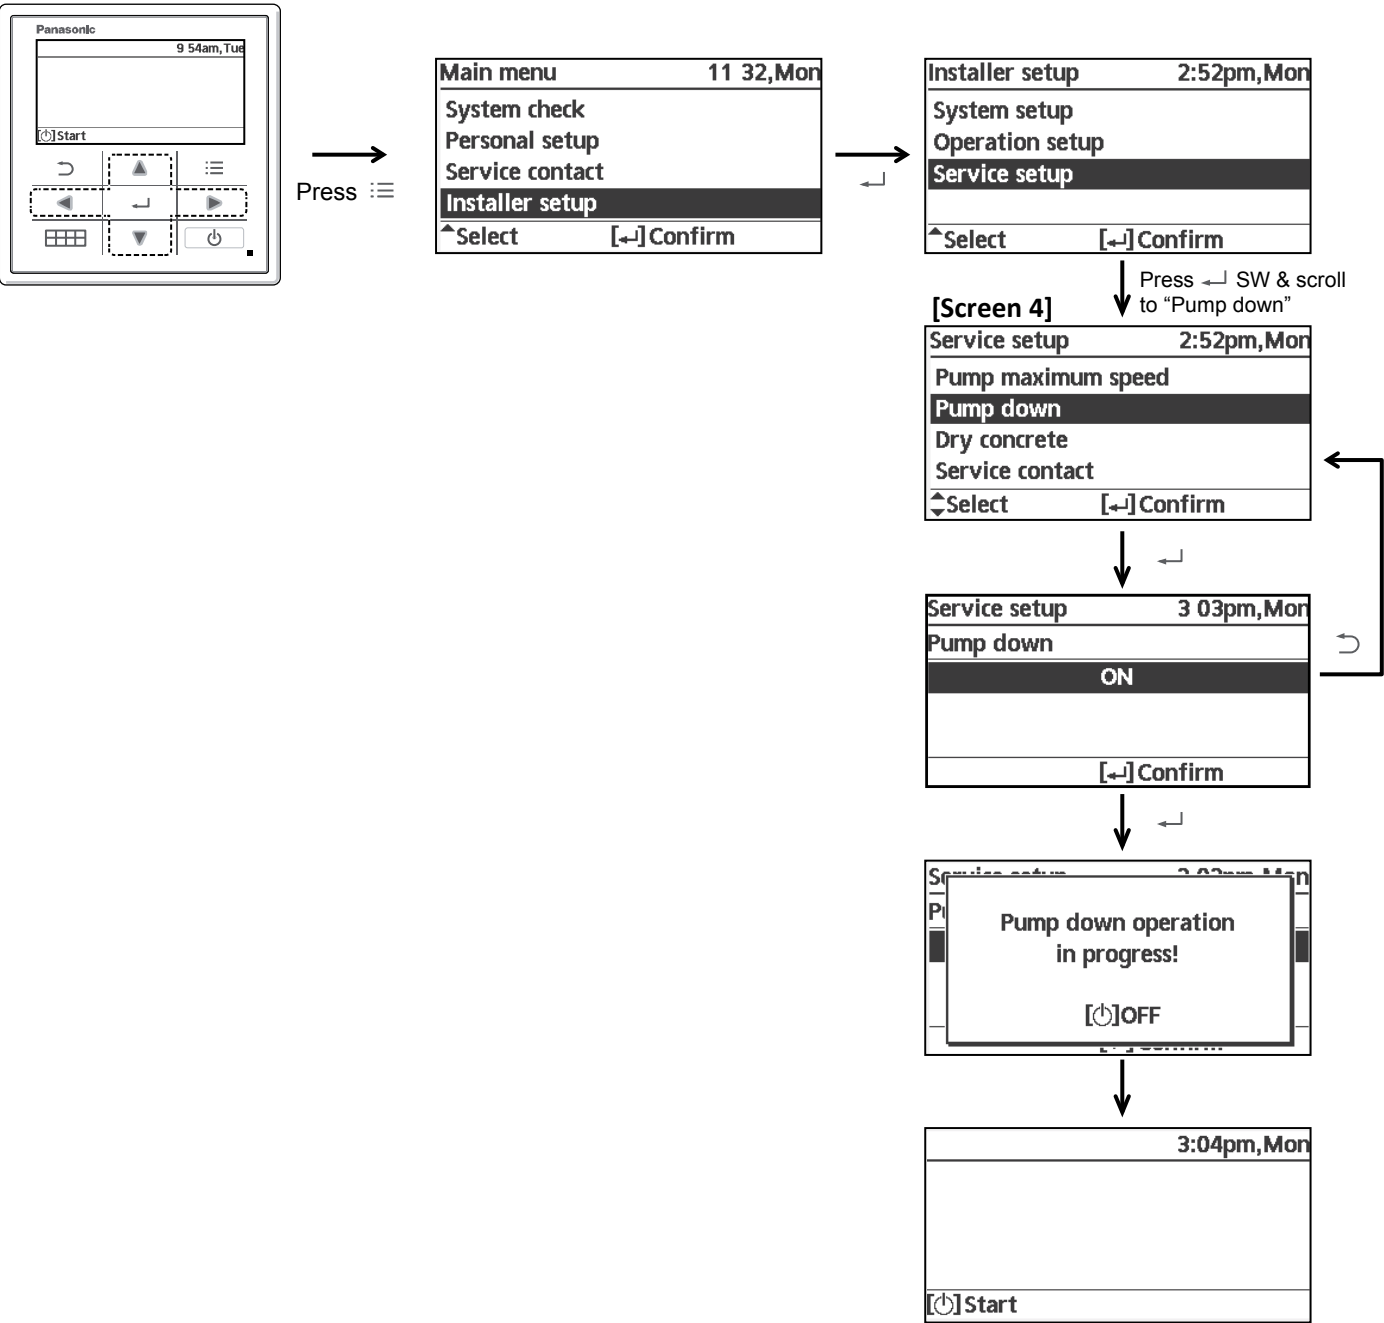 Panasonic
9 54am,Tue
[⏻]Start
Press
Main menu 11 32,Mon
System check
Personal setup
Service contact
Installer setup
Select [↵]Confirm
Installer setup 2:52pm,Mon
System setup
Operation setup
Service setup
Select [↵]Confirm
Press ↵ SW & scroll
to “Pump down”
[Screen 4]
Service setup 2:52pm,Mon
Pump maximum speed
Pump down
Dry concrete
Service contact
Select [↵]Confirm
Service setup 3 03pm,Mon
Pump down
ON
[↵]Confirm
Pump down operation
in progress!
[⏻]OFF
3:04pm,Mon
[⏻]Start